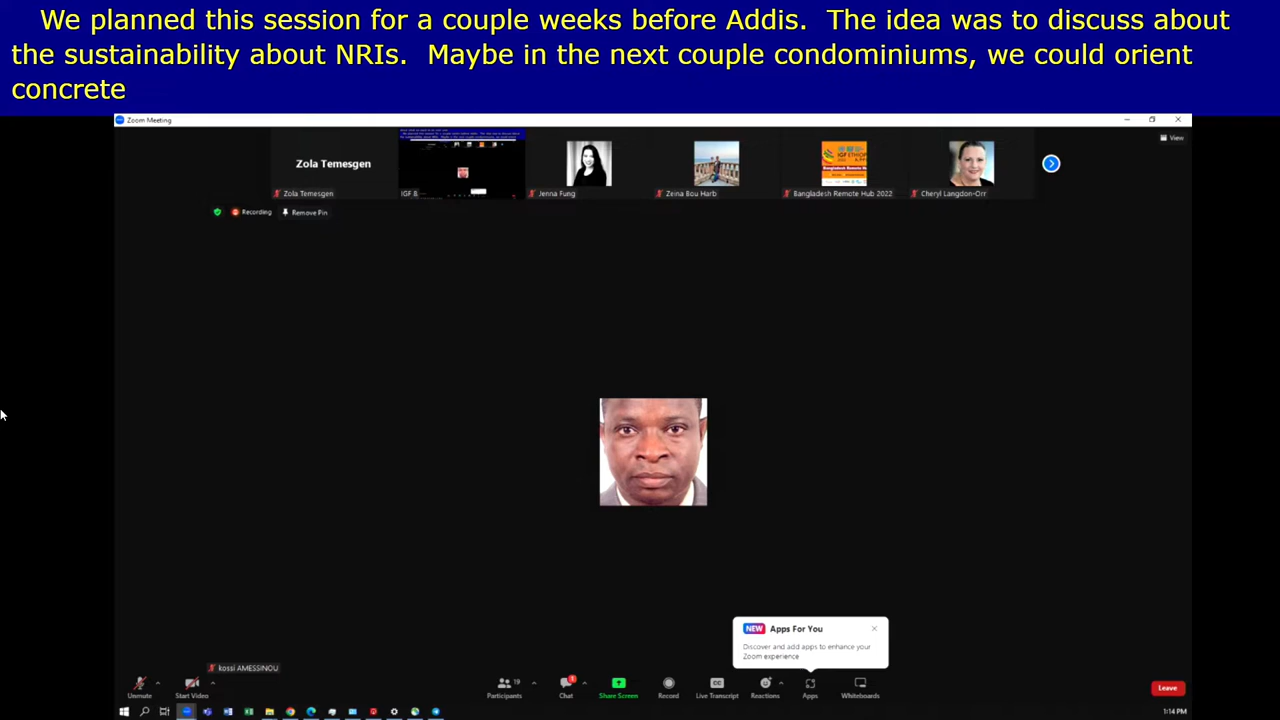 We planned this session for a couple weeks before Addis. The idea was to discuss about
the sustainability about NRIs. Maybe in the next couple condominiums, we could orient
concrete
Zoom Meeting
View
Zola Temesgen
Zola Temesgen
IGF B
Jenna Fung
Zeina Bou Harb
Bangladesh Remote Hub 2022
Cheryl Langdon-Orr
Recording
Remove Pin
NEW Apps For You
Discover and add apps to enhance your
Zoom experience
kossi AMESSINOU
Unmute
Start Video
Participants
19
Chat
Share Screen
Record
CC
Live Transcript
Reactions
Apps
Whiteboards
Leave
1:14 PM